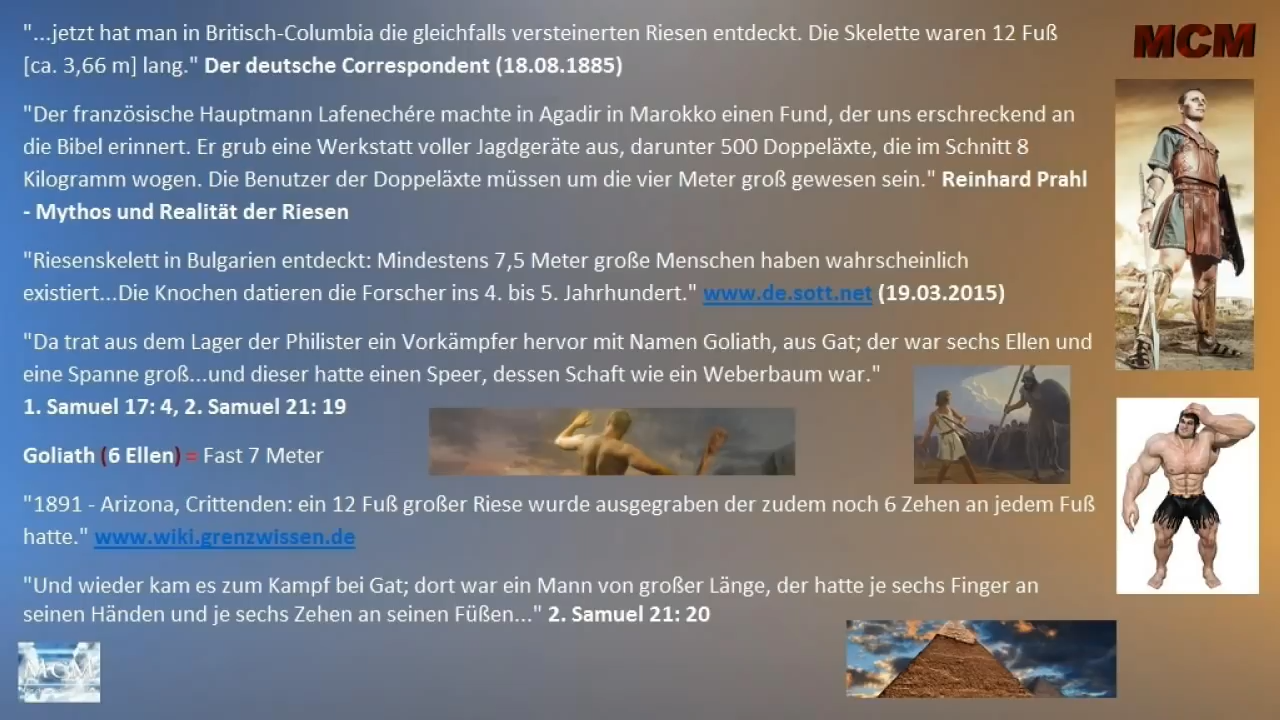 "...jetzt hat man in Britisch-Columbia die gleichfalls versteinerten Riesen entdeckt. Die Skelette waren 12 Fuß
[ca. 3,66 m] lang." Der deutsche Correspondent (18.08.1885)
MCM
"Der französische Hauptmann Lafenechére machte in Agadir in Marokko einen Fund, der uns erschreckend an
die Bibel erinnert. Er grub eine Werkstatt voller Jagdgeräte aus, darunter 500 Doppeläxte, die im Schnitt 8
Kilogramm wogen. Die Benutzer der Doppeläxte müssen um die vier Meter groß gewesen sein." Reinhard Prahl
- Mythos und Realität der Riesen
"Riesenskelett in Bulgarien entdeckt: Mindestens 7,5 Meter große Menschen haben wahrscheinlich
existiert...Die Knochen datieren die Forscher ins 4. bis 5. Jahrhundert." www.de.sott.net (19.03.2015)
"Da trat aus dem Lager der Philister ein Vorkämpfer hervor mit Namen Goliath, aus Gat; der war sechs Ellen und
eine Spanne groß...und dieser hatte einen Speer, dessen Schaft wie ein Weberbaum war."
1. Samuel 17: 4, 2. Samuel 21: 19
Goliath (6 Ellen) = Fast 7 Meter
"1891 - Arizona, Crittenden: ein 12 Fuß großer Riese wurde ausgegraben der zudem noch 6 Zehen an jedem Fuß
hatte." www.wiki.grenzwissen.de
"Und wieder kam es zum Kampf bei Gat; dort war ein Mann von großer Länge, der hatte je sechs Finger an
seinen Händen und je sechs Zehen an seinen Füßen..." 2. Samuel 21: 20
MCM